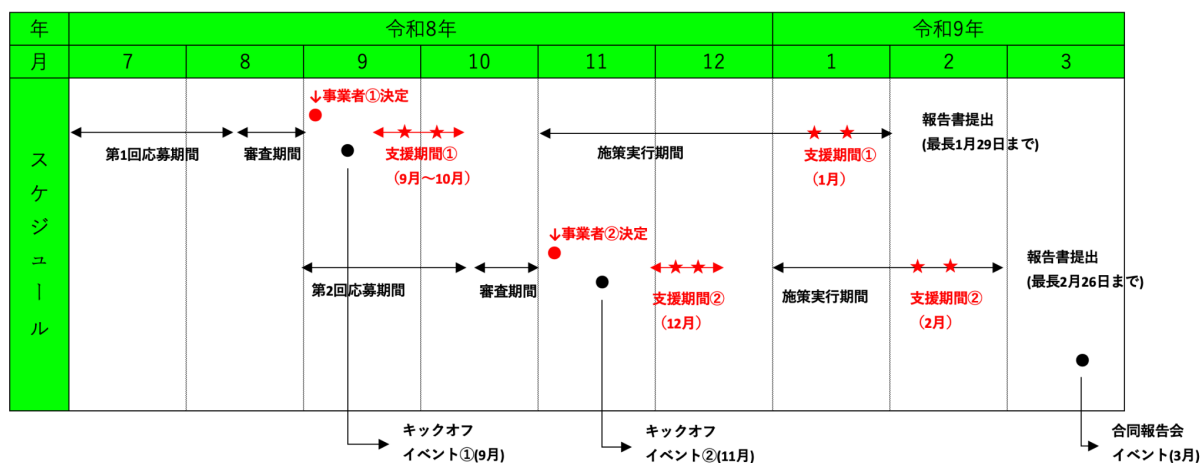 年 令和8年 令和9年
月 7 8 9 10 11 12 1 2 3
スケジュール
↓事業者①決定
第1回応募期間
審査期間
支援期間①
(9月~10月)
施策実行期間
支援期間①
(1月)
報告書提出
(最長1月29日まで)
↓事業者②決定
第2回応募期間
審査期間
支援期間②
(12月)
施策実行期間
支援期間②
(2月)
報告書提出
(最長2月26日まで)
キックオフ
イベント①(9月)
キックオフ
イベント②(11月)
合同報告会
イベント(3月)